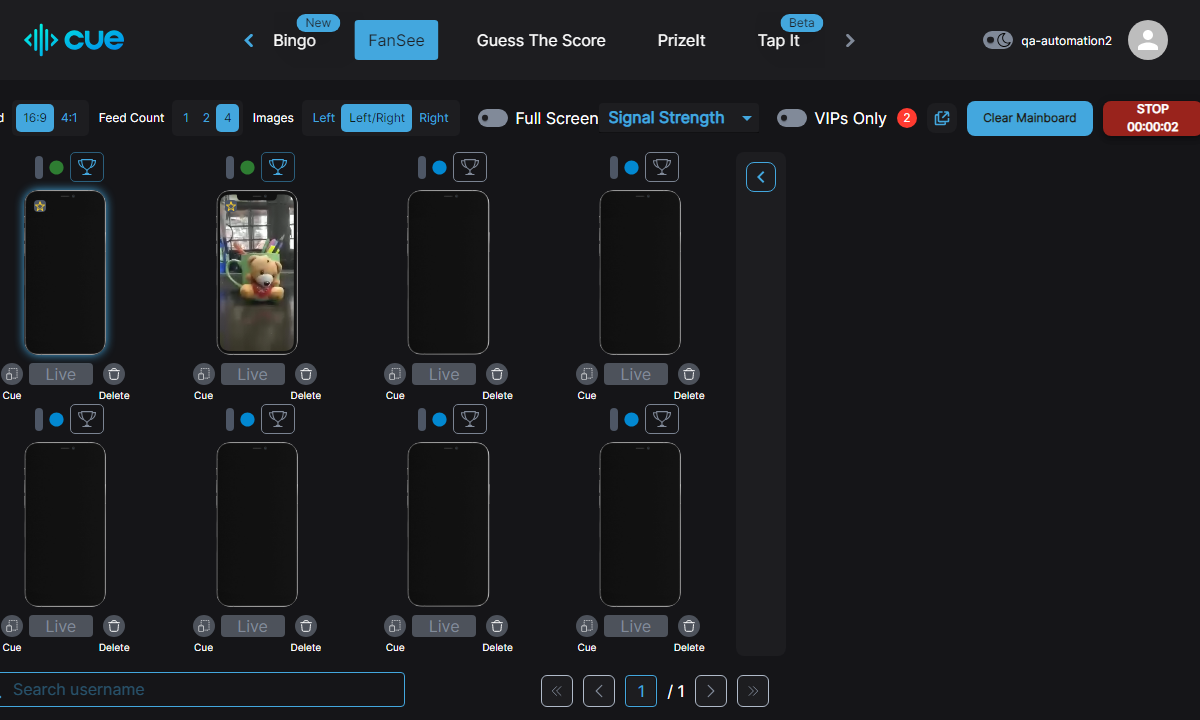 cue
New
Bingo
FanSee
Guess The Score
PrizeIt
Beta
Tap It
qa-automation2
d
16:9
4:1
Feed Count
1
2
4
Images
Left
Left/Right
Right
Full Screen
Signal Strength
VIPs Only
2
Clear Mainboard
STOP
00:00:02
Live
Live
Live
Live
Cue
Delete
Cue
Delete
Cue
Delete
Cue
Delete
Live
Live
Live
Live
Cue
Delete
Cue
Delete
Cue
Delete
Cue
Delete
Search username
1
/ 1